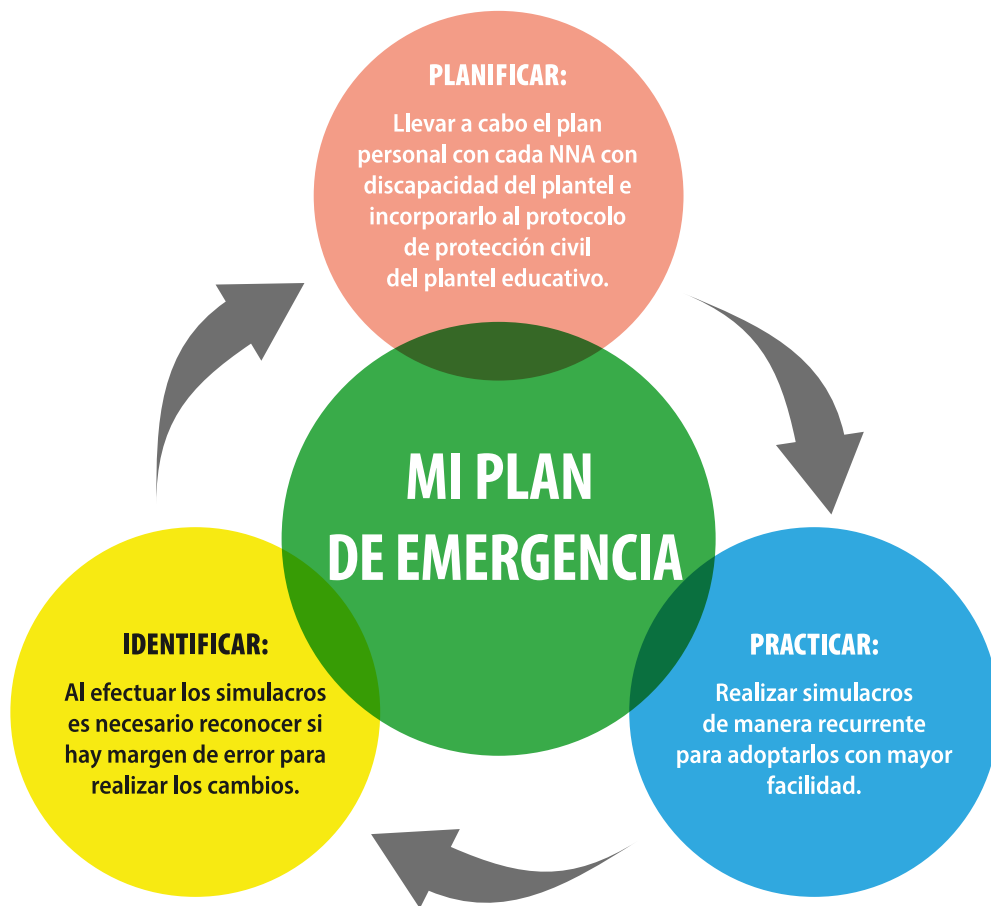 PLANIFICAR:
Llevar a cabo el plan
personal con cada NNA con
discapacidad del plantel e
incorporarlo al protocolo
de protección civil
del plantel educativo.
MI PLAN
DE EMERGENCIA
IDENTIFICAR:
Al efectuar los simulacros
es necesario reconocer si
hay margen de error para
realizar los cambios.
PRACTICAR:
Realizar simulacros
de manera recurrente
para adoptarlos con mayor
facilidad.